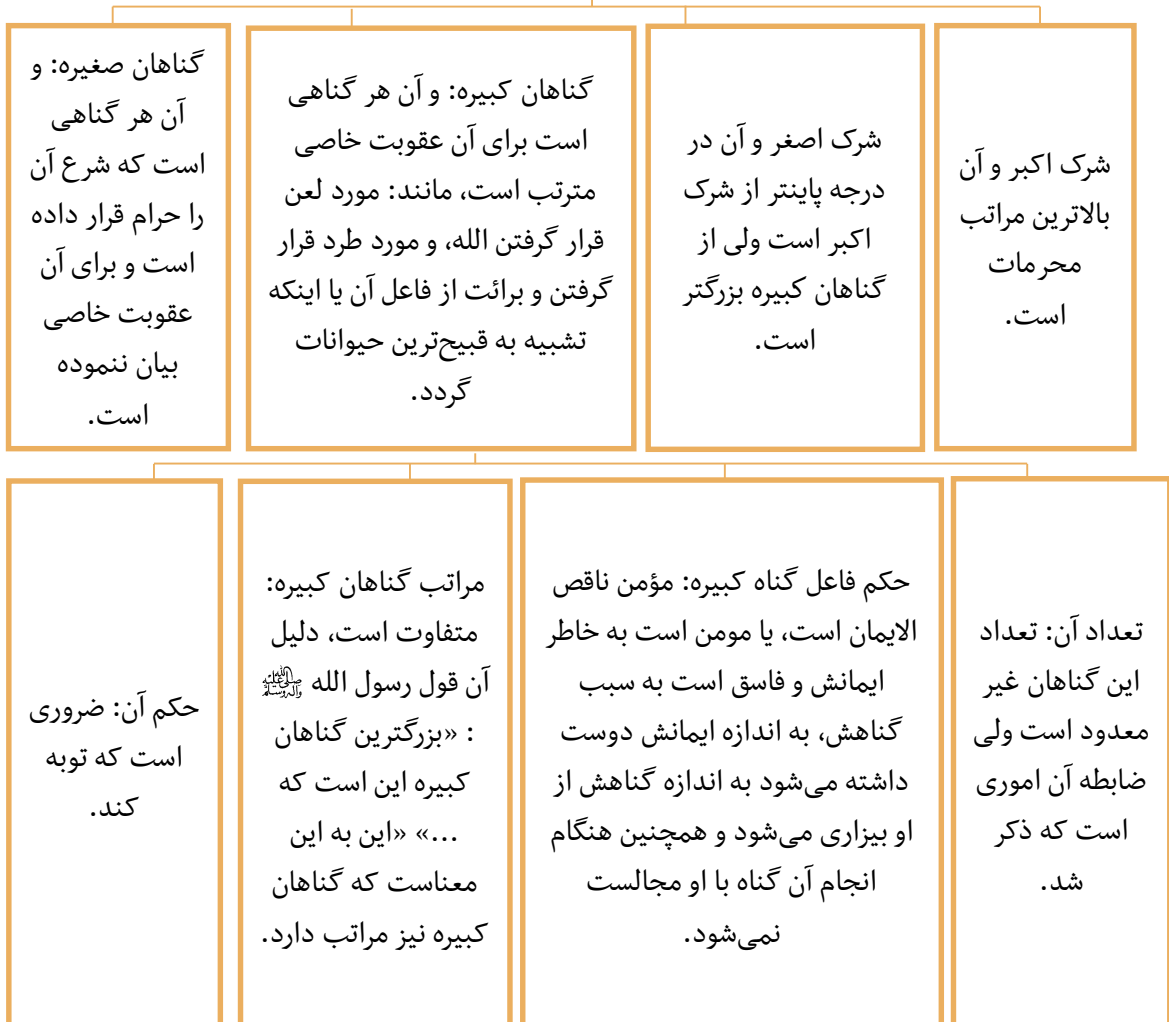 شرک اکبر و آن
بالاترین مراتب
محرمات
است.
شرک اصغر و آن در
درجه پاینتر از شرک
اکبر است ولی از
گناهان کبیره بزرگتر
است.
گناهان کبیره: و آن هر گناهی
است برای آن عقوبت خاصی
مترتب است، مانند: مورد لعن
قرار گرفتن الله، و مورد طرد قرار
گرفتن و برائت از فاعل آن یا اینکه
تشبیه به قبیح‌ترین حیوانات
گردد.
گناهان صغیره: و
آن هر گناهی
است که شرع آن
را حرام قرار داده
است و برای آن
عقوبت خاصی
بیان ننموده
است.
تعداد آن: تعداد
این گناهان غیر
معدود است ولی
ضابطه آن اموری
است که ذکر
شد.
حکم فاعل گناه کبیره: مؤمن ناقص
الایمان است، یا مومن است به خاطر
ایمانش و فاسق است به سبب
گناهش، به اندازه ایمانش دوست
داشته می‌شود به اندازه گناهش از
او بیزاری می‌شود و همچنین هنگام
انجام آن گناه با او مجالست
نمی‌شود.
مراتب گناهان کبیره:
متفاوت است، دلیل
آن قول رسول الله ﷺ
: «بزرگترین گناهان
کبیره این است که
...» «این به این
معناست که گناهان
کبیره نیز مراتب دارد.
حکم آن: ضروری
است که توبه
کند.